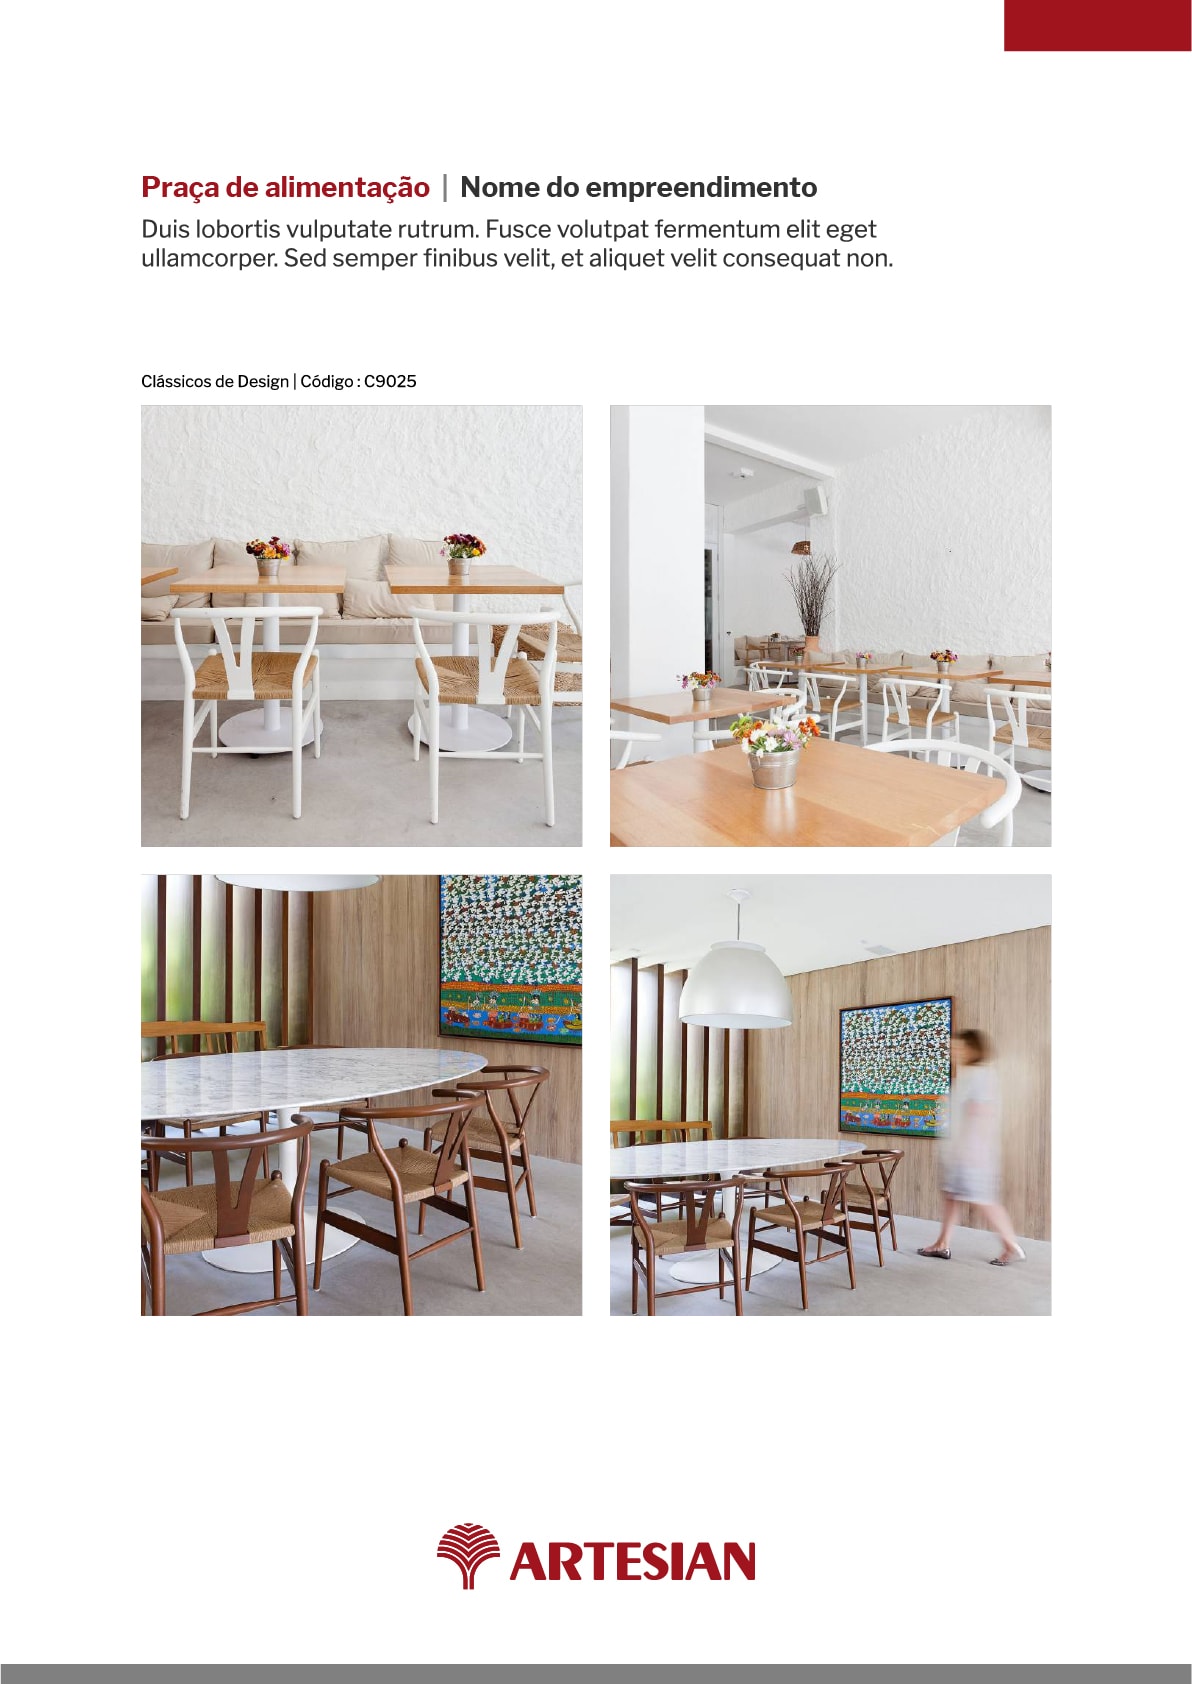 Praça de alimentação | Nome do empreendimento
Duis lobortis vulputate rutrum. Fusce volutpat fermentum elit eget
ullamcorper. Sed semper finibus velit, et aliquet velit consequat non.
Clássicos de Design | Código : C9025
ARTESIAN